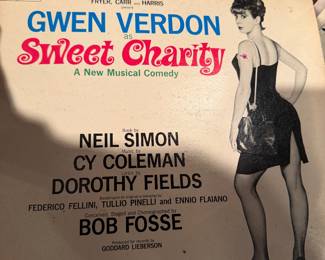 FRYER, CARR and HARRIS
present
GWEN VERDON
as
Sweet Charity
A New Musical Comedy
Book by
NEIL SIMON
Music by
CY COLEMAN
Lyrics by
DOROTHY FIELDS
FEDERICO FELLINI, TULLIO PINELLI and ENNIO FLAIANO
Conceived, Staged and Choreographed by
BOB FOSSE
Produced for records by
GODDARD LIEBERSON